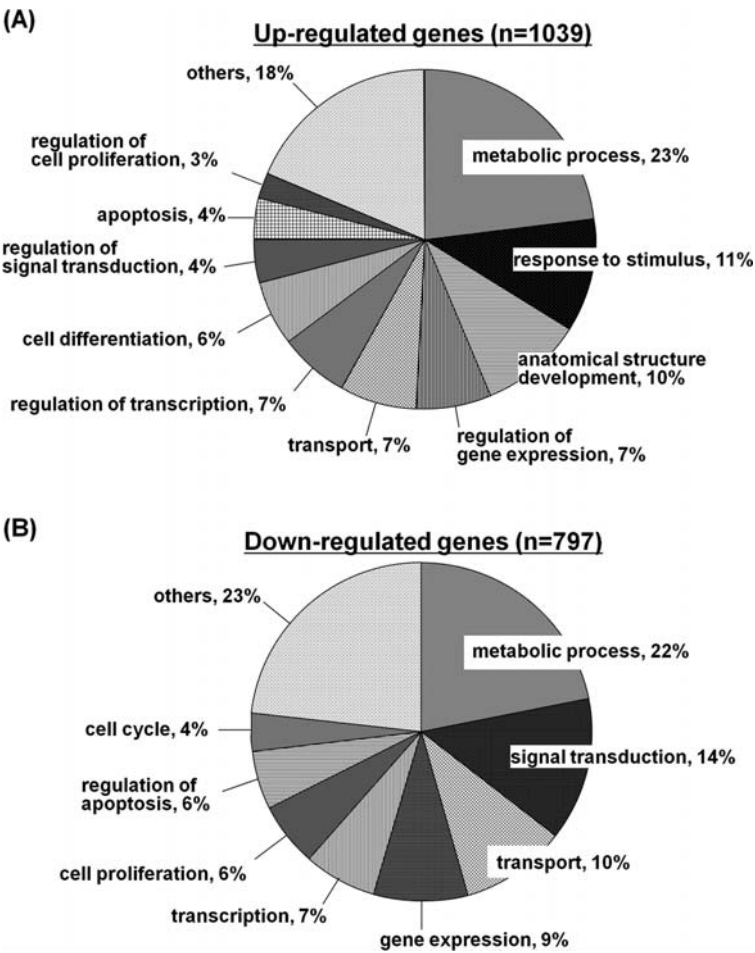 (A)
Up-regulated genes (n=1039)
others, 18%
regulation of
cell proliferation, 3%
apoptosis, 4%
regulation of
signal transduction, 4%
cell differentiation, 6%
regulation of transcription, 7%
transport, 7%
regulation of
gene expression, 7%
anatomical structure
development, 10%
response to stimulus, 11%
metabolic process, 23%
(B)
Down-regulated genes (n=797)
others, 23%
metabolic process, 22%
signal transduction, 14%
transport, 10%
gene expression, 9%
transcription, 7%
cell proliferation, 6%
regulation of
apoptosis, 6%
cell cycle, 4%